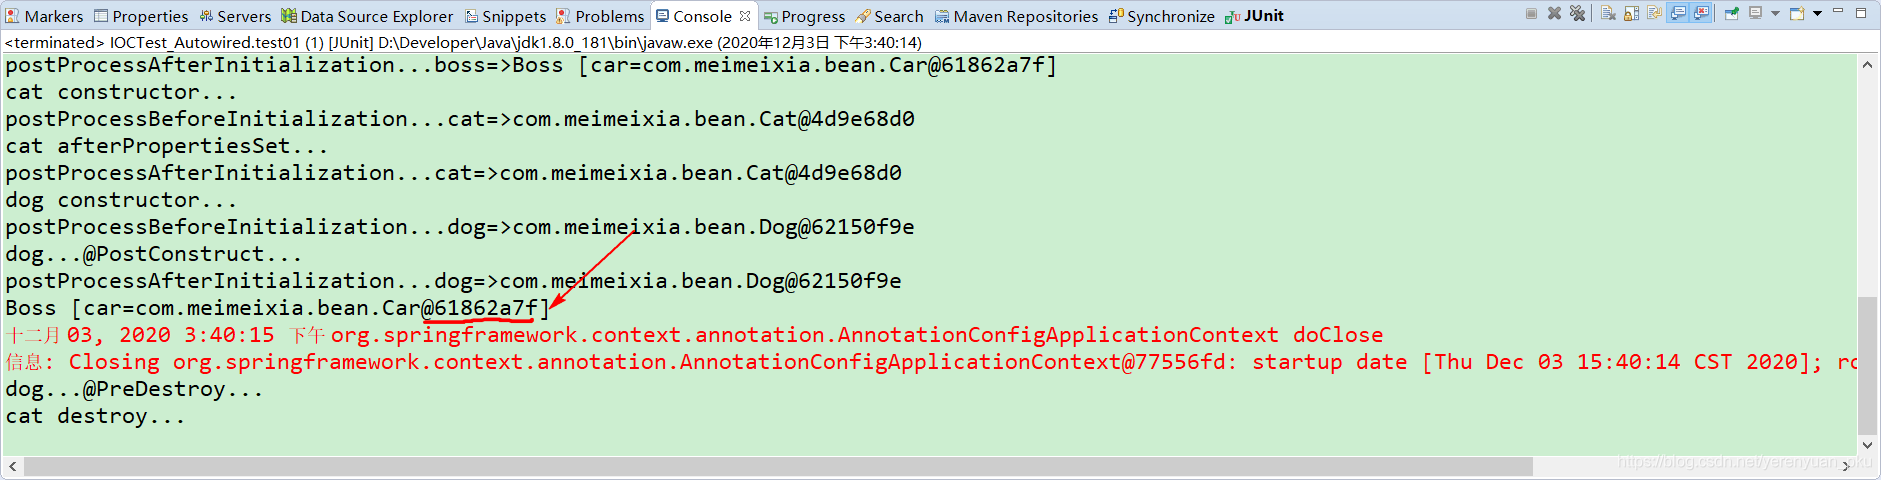 Markers Properties Servers Data Source Explorer Snippets Problems Console Progress Search Maven Repositories Synchronize JUnit
<terminated> IOCTest_Autowired.test01 (1) [JUnit] D:\Developer\Java\jdk1.8.0_181\bin\javaw.exe (2020年12月3日 下午3:40:14)
postProcessAfterInitialization...boss=>Boss [car=com.meimeixia.bean.Car@61862a7f]
cat constructor...
postProcessBeforeInitialization...cat=>com.meimeixia.bean.Cat@4d9e68d0
cat afterPropertiesSet...
postProcessAfterInitialization...cat=>com.meimeixia.bean.Cat@4d9e68d0
dog constructor...
postProcessBeforeInitialization...dog=>com.meimeixia.bean.Dog@62150f9e
dog...@PostConstruct...
postProcessAfterInitialization...dog=>com.meimeixia.bean.Dog@62150f9e
Boss [car=com.meimeixia.bean.Car@61862a7f]
十二月 03, 2020 3:40:15 下午 org.springframework.context.annotation.AnnotationConfigApplicationContext doClose
信息: Closing org.springframework.context.annotation.AnnotationConfigApplicationContext@77556fd: startup date [Thu Dec 03 15:40:14 CST 2020]; ro
dog...@PreDestroy...
cat destroy...
https://blog.csdn.net/yerenyuan_pku